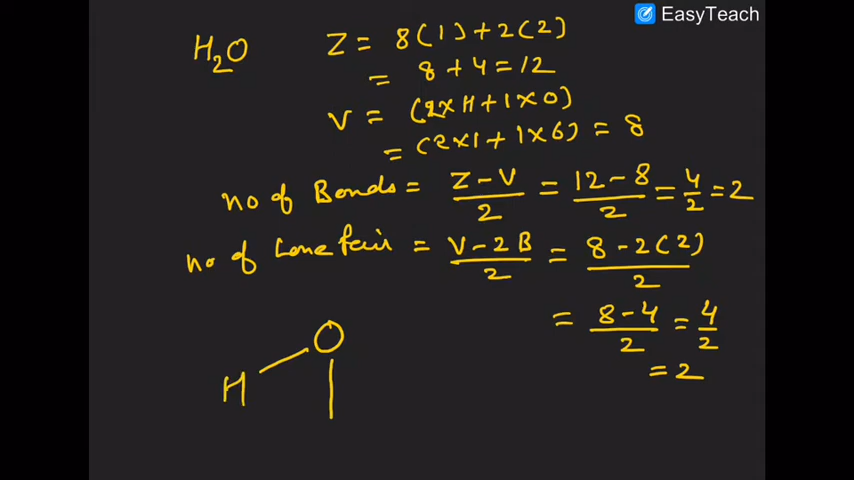 EasyTeach
H₂O Z = 8(1)+2(2)
= 8+4=12
V = (2×H+1×O)
= (2×1+1×6) = 8
no of Bonds = Z-V/2 = 12-8/2 = 4/2 = 2
no of Lone Pair = V-2B/2 = 8-2(2)/2
= 8-4/2 = 4/2
= 2
O
H